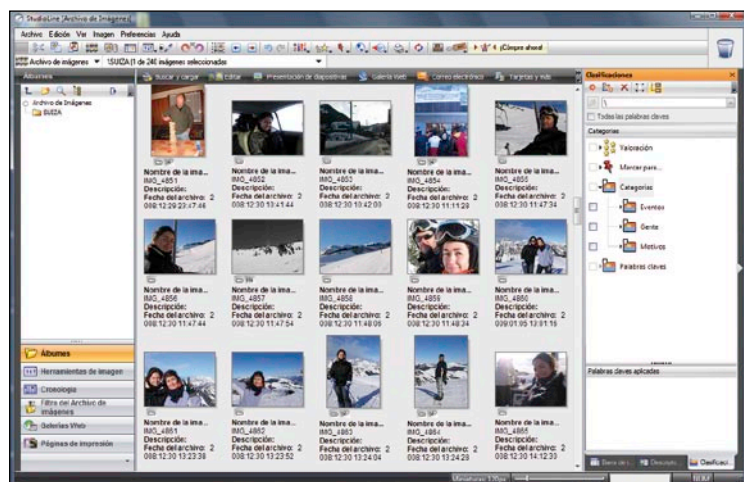 StudioLine [Archivo de Imágenes]
Archivo Edición Ver Imagen Preferencias Ayuda
¡Cómpre ahora!
Archivo de imágenes \SUIZA (1 de 240 imágenes seleccionadas
Álbumes
Archivo de Imágenes
SUIZA
Buscar y cargar Editar Presentación de diapositivas Galería Web Correo electrónico Tarjetas y más
Nombre de la ima... Nombre de la ima... Nombre de la ima... Nombre de la ima... Nombre de la ima...
IMG_4851 IMG_4852 IMG_4853 IMG_4854 IMG_4855
Descripción: Descripción: Descripción: Descripción: Descripción:
Fecha del archivo: 2 Fecha del archivo: 2 Fecha del archivo: 2 Fecha del archivo: 2 Fecha del archivo: 2
008:12:29 23:47:46 008:12:30 13:41:44 008:12:30 13:42:00 008:12:30 11:11:28 008:12:30 11:47:34
Nombre de la ima... Nombre de la ima... Nombre de la ima... Nombre de la ima... Nombre de la ima...
IMG_4856 IMG_4857 IMG_4858 IMG_4859 IMG_4860
Descripción: Descripción: Descripción: Descripción: Descripción:
Fecha del archivo: 2 Fecha del archivo: 2 Fecha del archivo: 2 Fecha del archivo: 2 Fecha del archivo: 2
008:12:30 11:47:44 008:12:30 11:47:54 008:12:30 11:48:06 008:12:30 11:48:34 009:01:05 13:01:16
Nombre de la ima... Nombre de la ima... Nombre de la ima... Nombre de la ima... Nombre de la ima...
IMG_4861 IMG_4862 IMG_4863 IMG_4864 IMG_4865
Descripción: Descripción: Descripción: Descripción: Descripción:
Fecha del archivo: 2 Fecha del archivo: 2 Fecha del archivo: 2 Fecha del archivo: 2 Fecha del archivo: 2
008:12:30 13:23:38 008:12:30 13:23:52 008:12:30 13:24:04 008:12:30 13:24:28 008:12:30 14:12:33
Álbumes
Herramientas de imagen
Cronología
Filtro del Archivo de imágenes
Galerías Web
Páginas de impresión
Clasificaciones
\
Todas las palabras claves
Categorías
Valoración
Marcar para...
Categorías
Eventos
Gente
Motivos
Palabras claves
Palabras claves aplicadas
Descripto... Clasificaci...
Miniaturas 120px
NUM